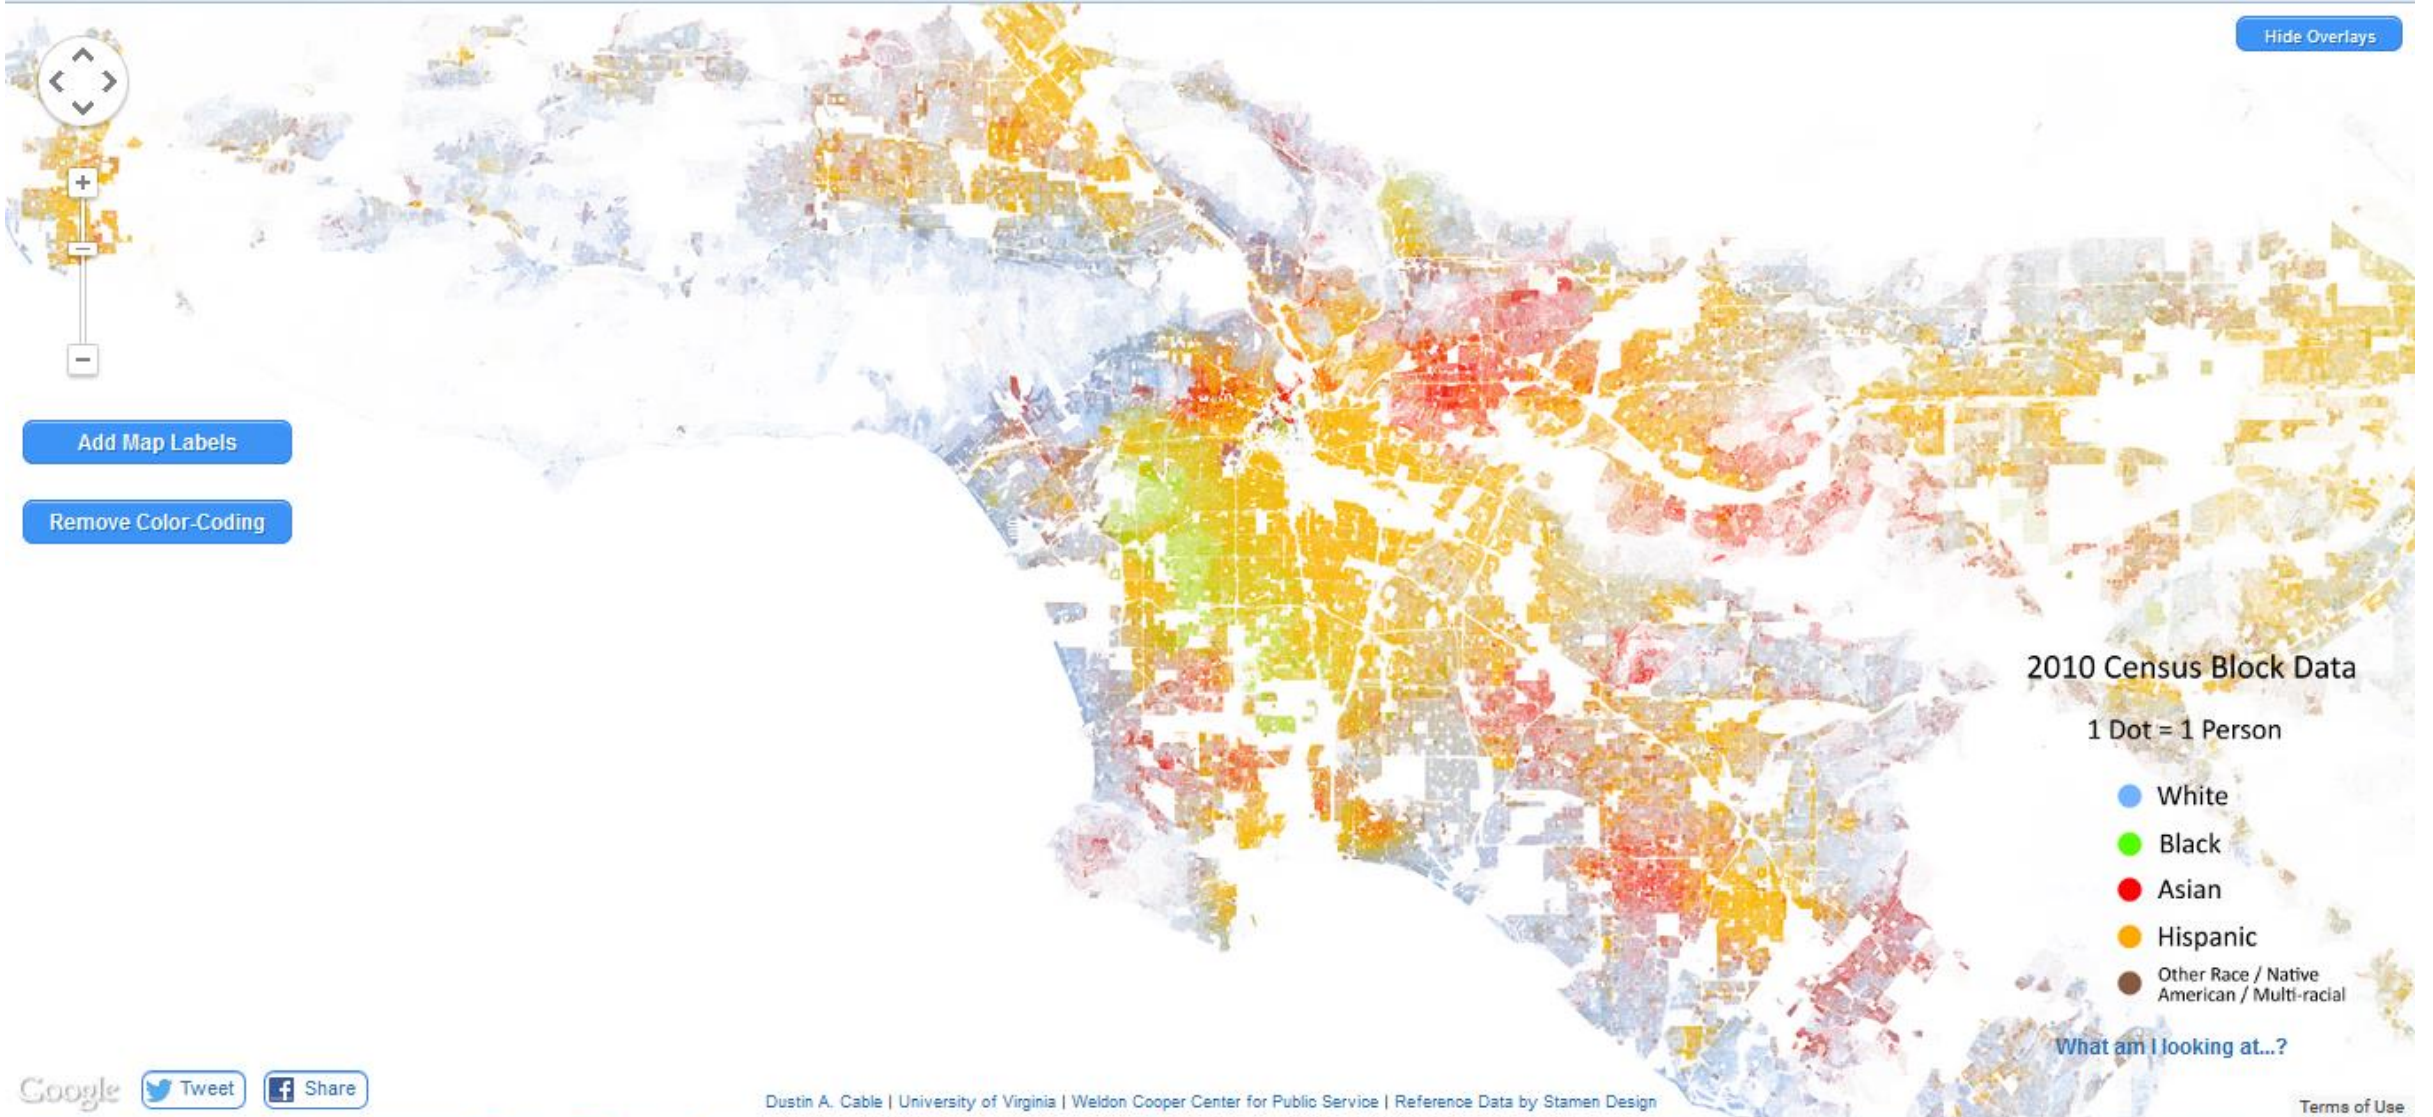 Hide Overlays
Add Map Labels
Remove Color-Coding
2010 Census Block Data
1 Dot = 1 Person
White
Black
Asian
Hispanic
Other Race / Native
American / Multi-racial
What am I looking at...?
Google
Tweet
Share
Dustin A. Cable | University of Virginia | Weldon Cooper Center for Public Service | Reference Data by Stamen Design
Terms of Use